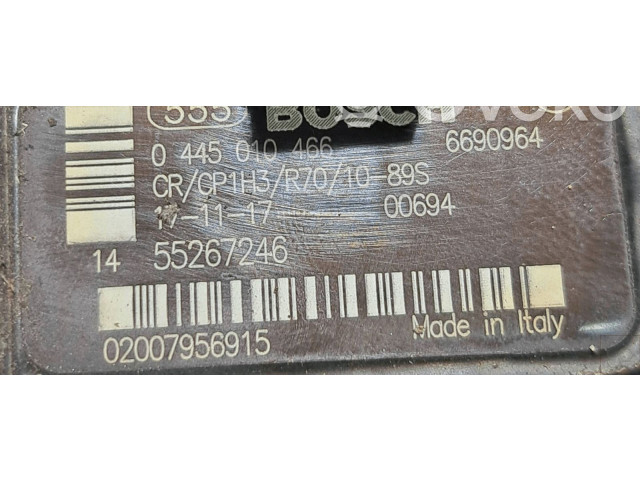 555 BOSCH
0 445 010 466 6690964
CR/CP1H3/R70/10-89S
17-11-17 00694
14 55267246
02007956915 Made in Italy